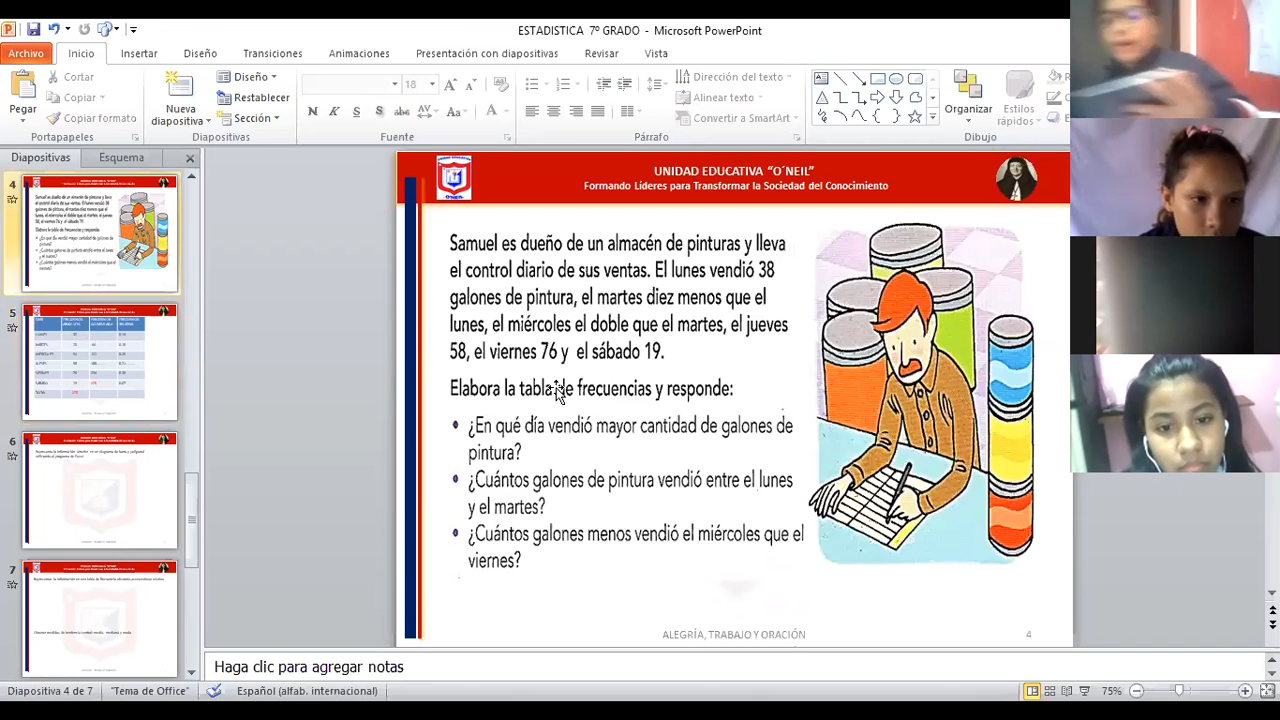 ESTADISTICA 7º GRADO - Microsoft PowerPoint
Archivo Inicio Insertar Diseño Transiciones Animaciones Presentación con diapositivas Revisar Vista
Pegar
Cortar
Copiar
Copiar formato
Portapapeles
Nueva
diapositiva
Diseño
Restablecer
Sección
Diapositivas
18
Fuente
Dirección del texto
Alinear texto
Convertir a SmartArt
Párrafo
Organizar
Estilos
rápidos
Dibujo
Diapositivas Esquema
4
5
6
7
UNIDAD EDUCATIVA "O´NEIL"
Formando Líderes para Transformar la Sociedad del Conocimiento
Samuel es dueño de un almacén de pinturas y lleva
el control diario de sus ventas. El lunes vendió 38
galones de pintura, el martes diez menos que el
lunes, el miércoles el doble que el martes, el jueves
58, el viernes 76 y el sábado 19.
Elabora la tabla de frecuencias y responde:
• ¿En qué día vendió mayor cantidad de galones de
pintura?
• ¿Cuántos galones de pintura vendió entre el lunes
y el martes?
• ¿Cuántos galones menos vendió el miércoles que el
viernes?
ALEGRÍA, TRABAJO Y ORACIÓN
4
Haga clic para agregar notas
Diapositiva 4 de 7 "Tema de Office" Español (alfab. internacional) 75%